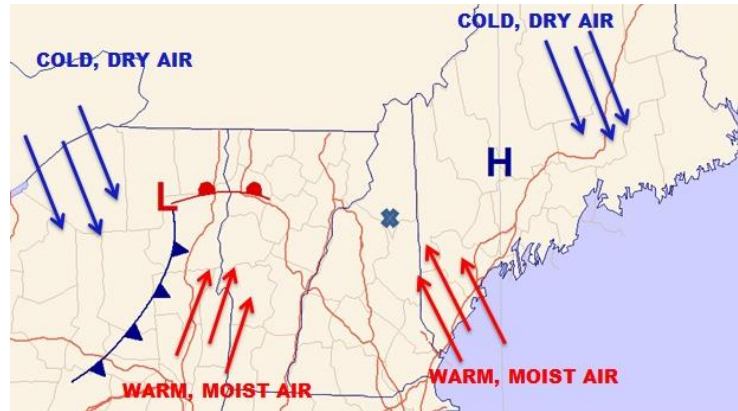 COLD, DRY AIR
COLD, DRY AIR
H
L
WARM, MOIST AIR
WARM, MOIST AIR